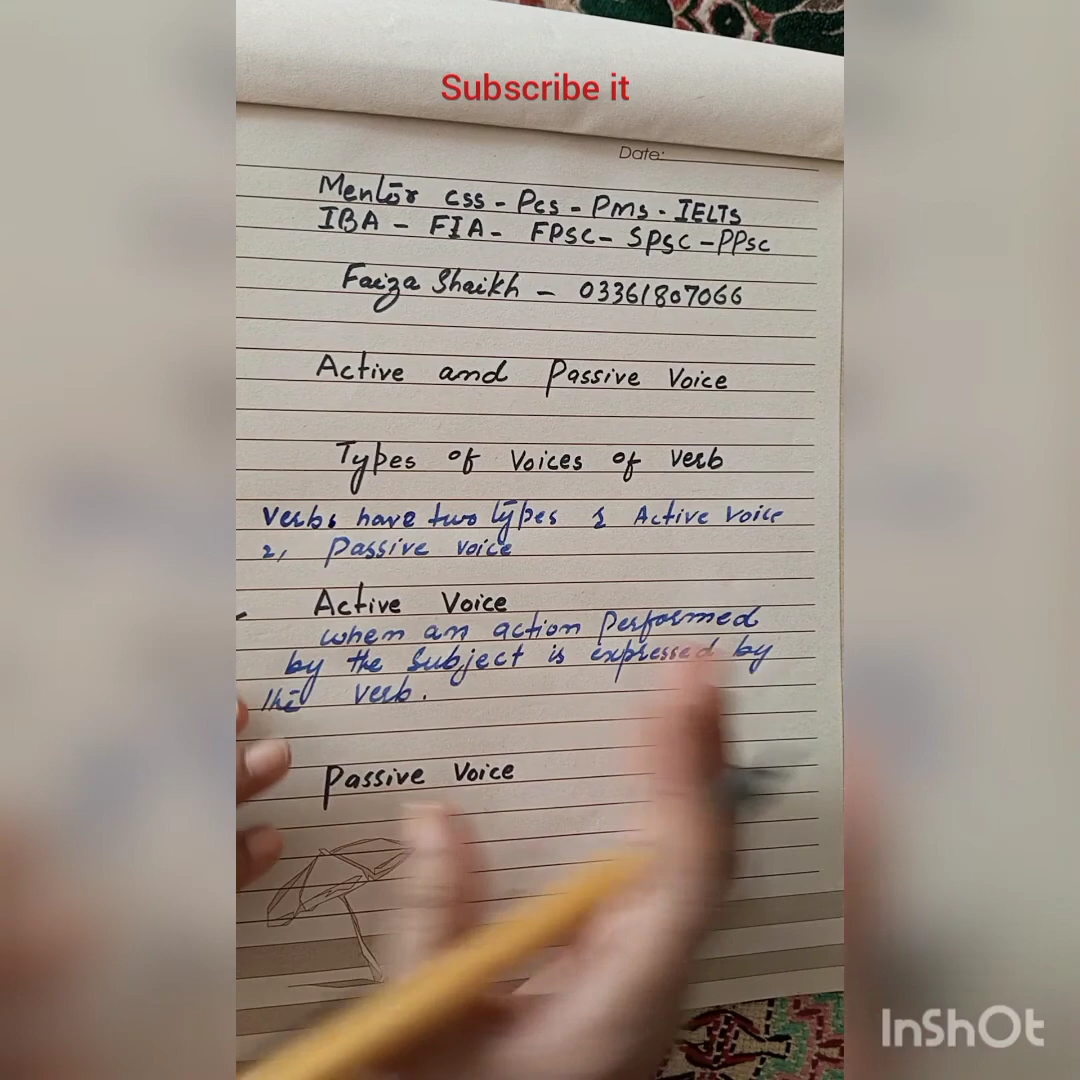 Subscribe it
Date:
Mentor CSS - PCS - PMS - IELTS
IBA - FIA - FPSC - SPSC - PPSC
Faiza Shaikh - 03361807066
Active and Passive Voice
Types of Voices of verb
Verbs have two types 1 Active voice
2, Passive voice
Active Voice
when an action performed
by the subject is expressed by
the verb.
Passive Voice
InShOt